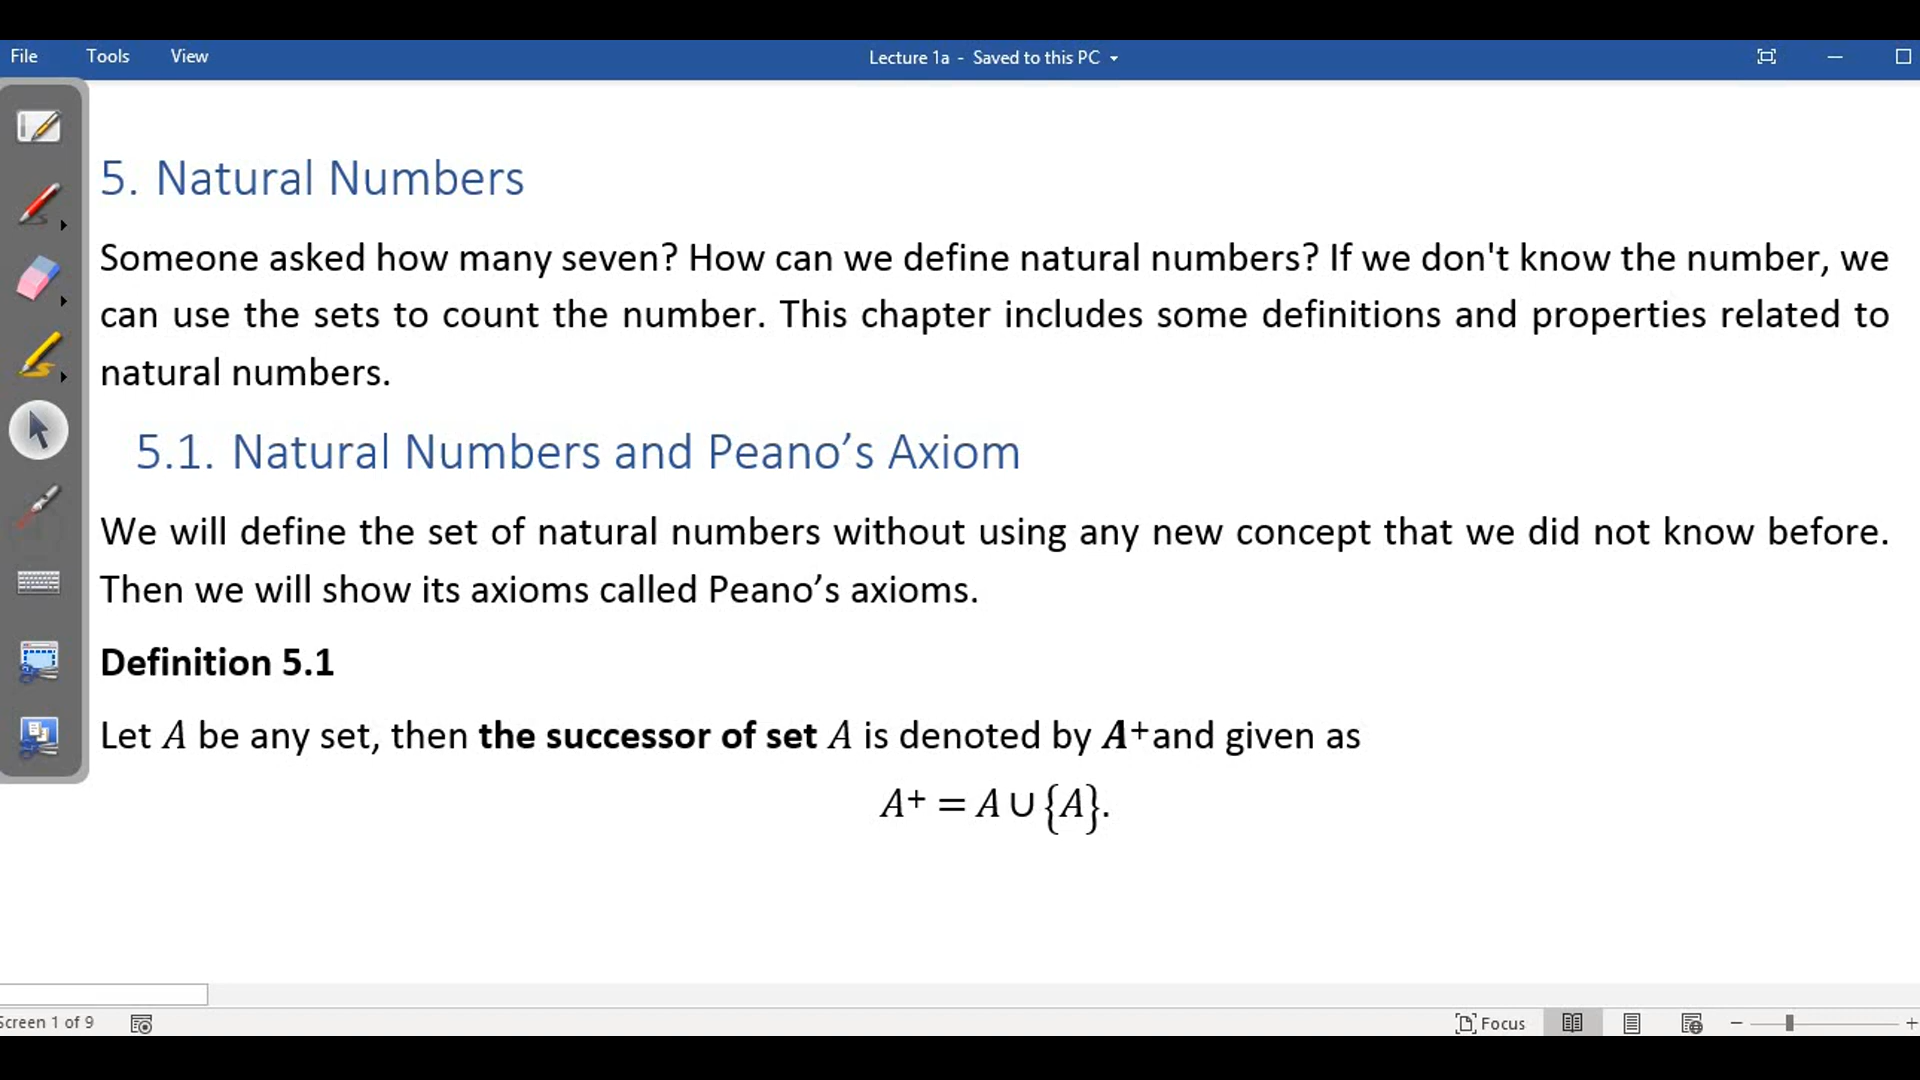 File Tools View Lecture 1a - Saved to this PC
5. Natural Numbers
Someone asked how many seven? How can we define natural numbers? If we don't know the number, we
can use the sets to count the number. This chapter includes some definitions and properties related to
natural numbers.
5.1. Natural Numbers and Peano’s Axiom
We will define the set of natural numbers without using any new concept that we did not know before.
Then we will show its axioms called Peano’s axioms.
Definition 5.1
Let A be any set, then the successor of set A is denoted by A⁺and given as
A⁺ = A ∪ {A}.
Screen 1 of 9 Focus